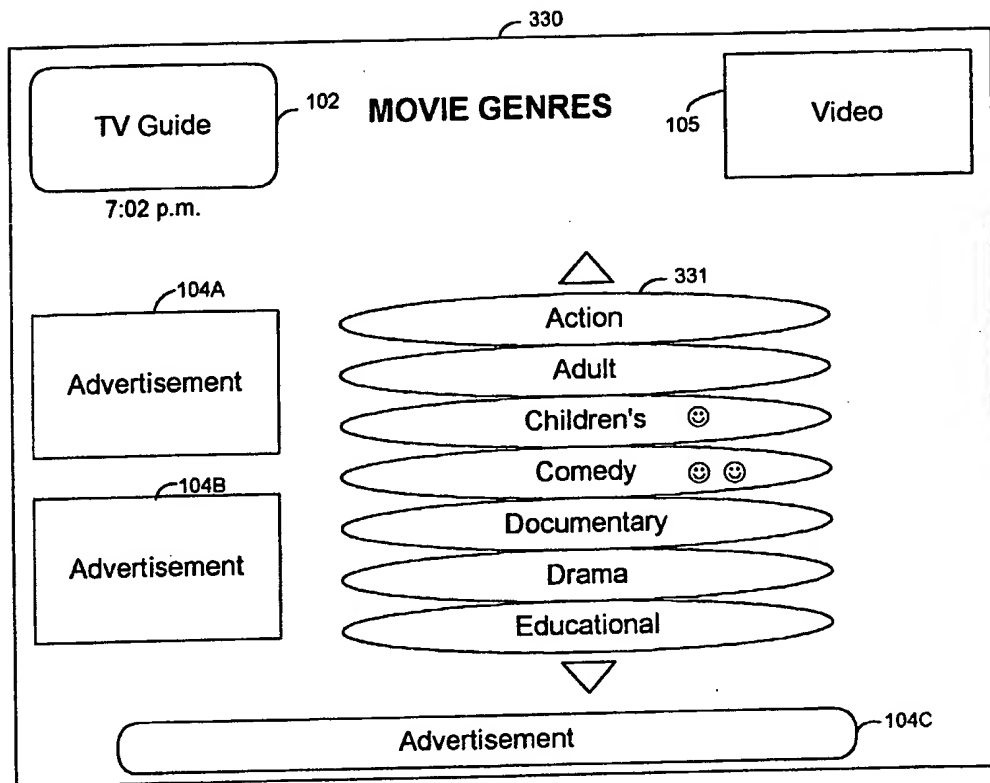 330
TV Guide
102
MOVIE GENRES
105
Video
7:02 p.m.
104A
Advertisement
104B
Advertisement
331
Action
Adult
Children's ☺
Comedy ☺ ☺
Documentary
Drama
Educational
Advertisement
104C